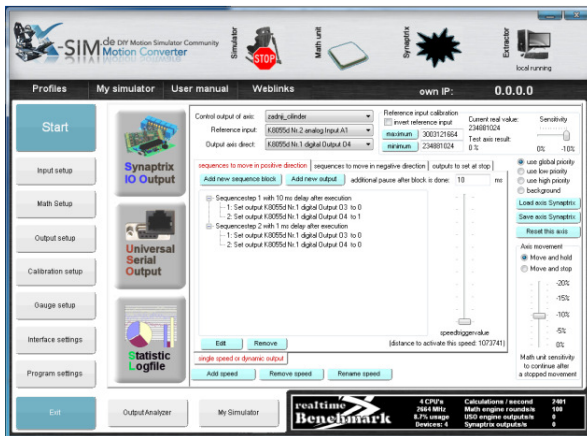 X-SIM.de DIY Motion Simulator Community
Motion Converter
Simulator
STOP!
Math unit
Synaptrix
Extractor
local running
Profiles
My simulator
User manual
Weblinks
own IP:
0.0.0.0
Start
Input setup
Math Setup
Output setup
Calibration setup
Gauge setup
Interface settings
Program settings
Exit
Synaptrix
IO Output
Universal
Serial
Output
Statistic
Logfile
Control output of axis:
zadnji_cilinder
Reference input:
K8055d Nr.2 analog Input A1
Output axis direct:
K8055d Nr.1 digital Output O4
Reference input calibration
invert reference input
maximum
3003121664
minimum
234881024
Current real value:
234881024
Test axis result:
0 %
Sensitivity
0%
-10%
sequences to move in positive direction
sequences to move in negative direction
outputs to set at stop
Add new sequence block
Add new output
additional pause after block is done:
10
ms
Sequencestep 1 with 10 ms delay after execution
1: Set output K8055d Nr.1 digital Output O3 to 0
2: Set output K8055d Nr.1 digital Output O4 to 1
Sequencestep 2 with 1 ms delay after execution
1: Set output K8055d Nr.1 digital Output O3 to 0
2: Set output K8055d Nr.1 digital Output O4 to 0
speedtriggervalue
Edit
Remove
(distance to activate this speed: 1073741)
single speed or dynamic output
Add speed
Remove speed
Rename speed
use global priority
use low priority
use high priority
background
Load axis Synaptrix
Save axis Synaptrix
Reset this axis
Axis movement
Move and hold
Move and stop
-20%
-15%
-10%
-5%
0%
Math unit sensitivity
to continue after
a stopped movement
Output Analyzer
My Simulator
realtime
Benchmark
4 CPU's
2664 MHz
8.7% usage
Devices: 4
Calculations / second 2401
Math engine rounds/s 100
USO engine outputs/s 0
Synaptrix outputs/s 0